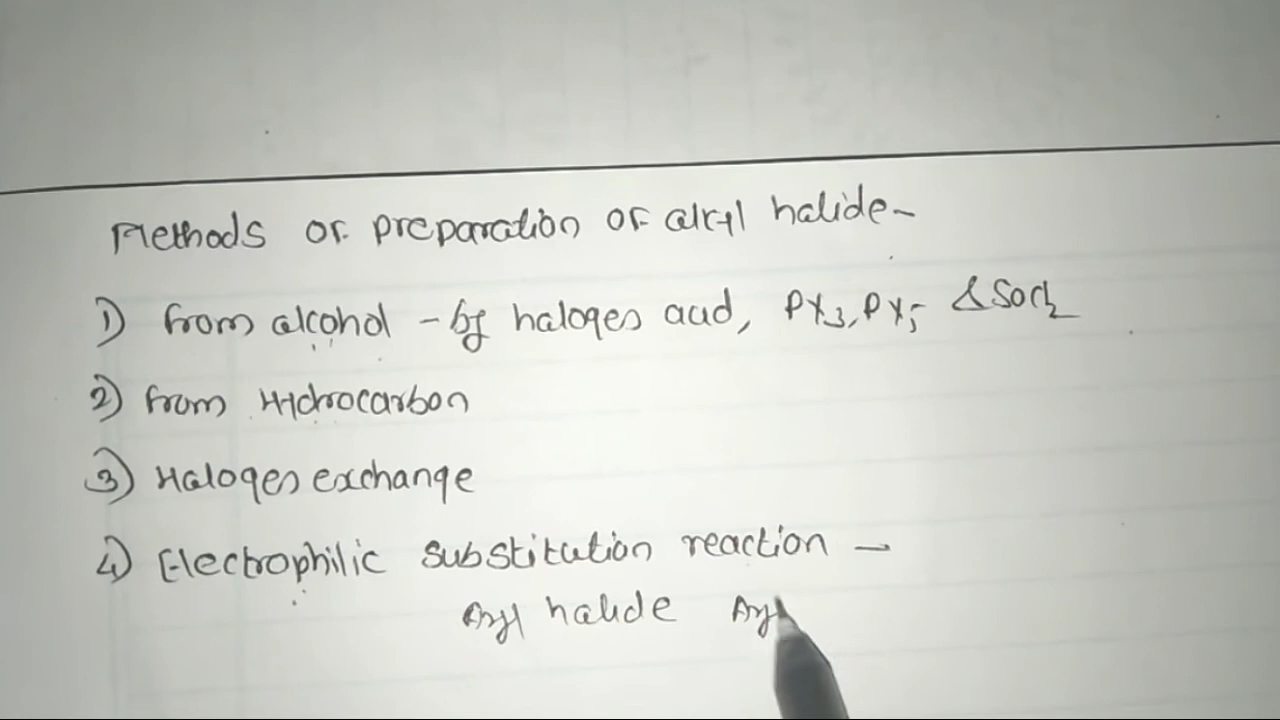 Methods of preparation of alkyl halide-
1) from alcohol - by halogen acid, PX3, PX5 & SOCl2
2) from Hydrocarbon
3) Halogen exchange
4) Electrophilic substitution reaction -
Aryl halide Ary